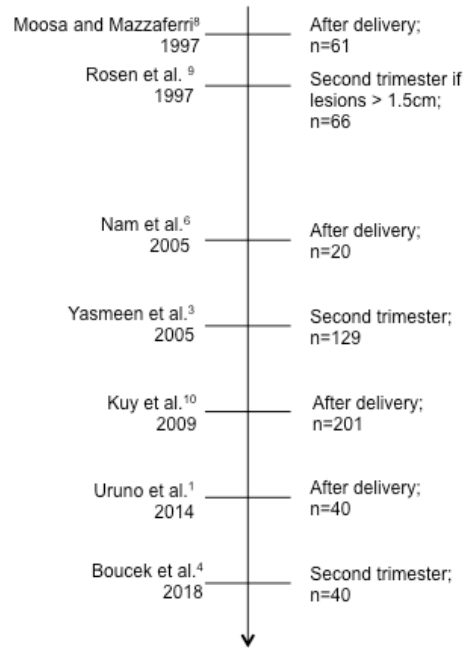 Moosa and Mazzaferri⁸
1997
After delivery;
n=61
Rosen et al. ⁹
1997
Second trimester if
lesions > 1.5cm;
n=66
Nam et al.⁶
2005
After delivery;
n=20
Yasmeen et al.³
2005
Second trimester;
n=129
Kuy et al.¹⁰
2009
After delivery;
n=201
Uruno et al.¹
2014
After delivery;
n=40
Boucek et al.⁴
2018
Second trimester;
n=40